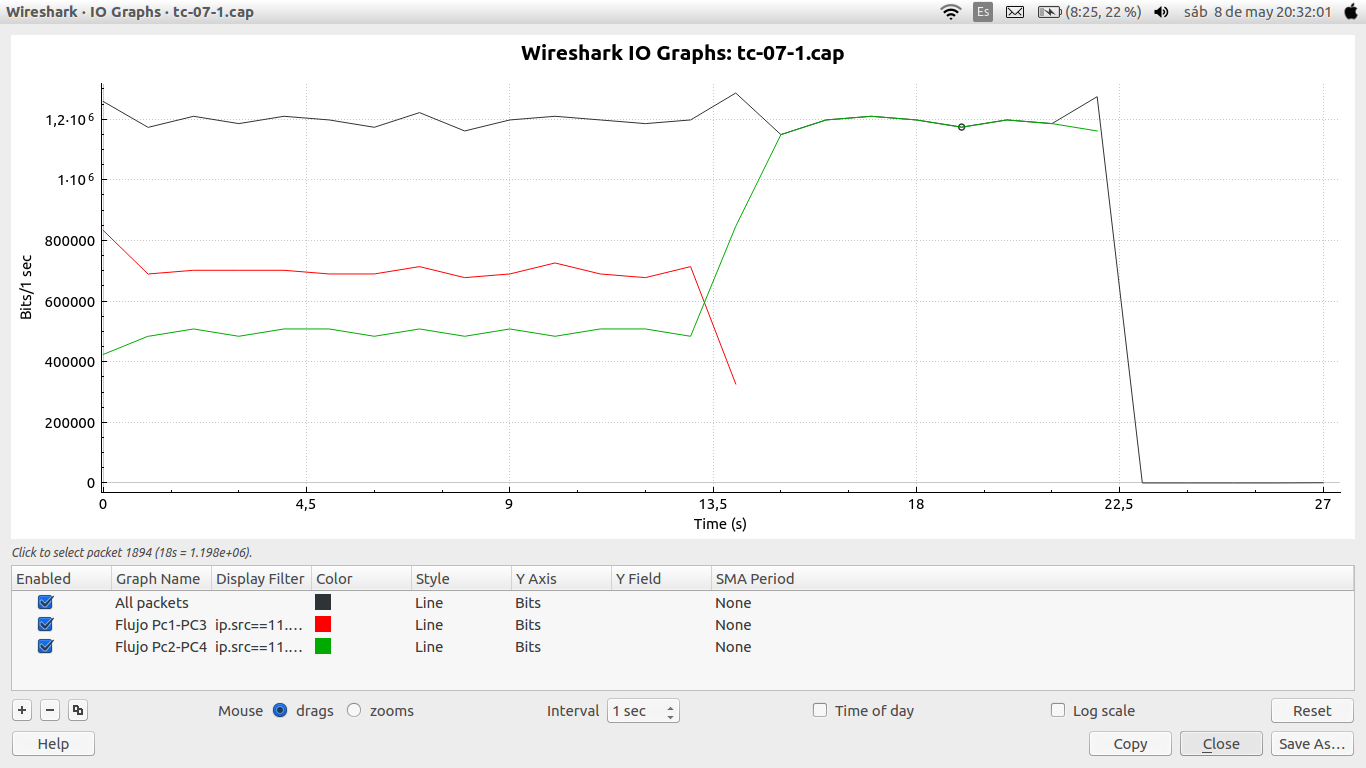 Wireshark · IO Graphs · tc-07-1.cap Es (8:25, 22 %) sáb 8 de may 20:32:01
Wireshark IO Graphs: tc-07-1.cap
Bits/1 sec
1,2·10⁶
1·10⁶
800000
600000
400000
200000
0
0 4,5 9 13,5 18 22,5 27
Time (s)
Click to select packet 1894 (18s = 1.198e+06).
Enabled Graph Name Display Filter Color Style Y Axis Y Field SMA Period
All packets Line Bits None
Flujo Pc1-PC3 ip.src==11.… Line Bits None
Flujo Pc2-PC4 ip.src==11.… Line Bits None
+ − Mouse drags zooms Interval 1 sec Time of day Log scale Reset
Help Copy Close Save As…